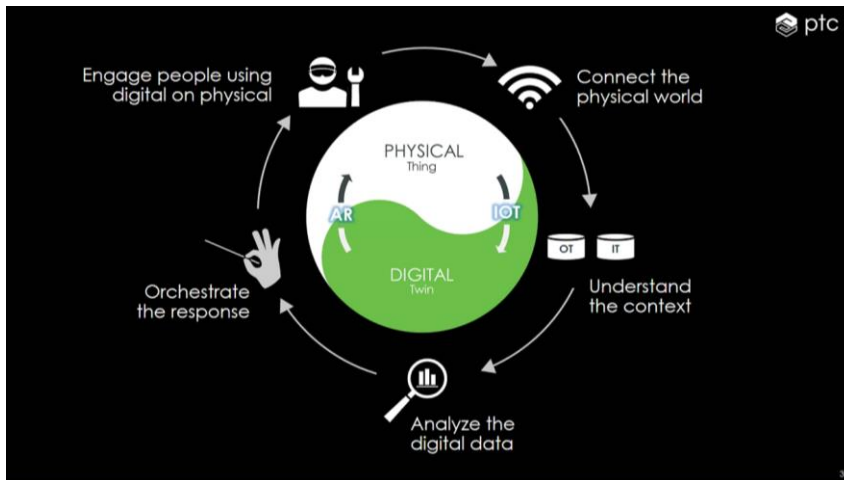 ptc
Engage people using
digital on physical
Connect the
physical world
PHYSICAL
Thing
AR
IOT
OT
IT
DIGITAL
Twin
Understand
the context
Orchestrate
the response
Analyze the
digital data
3